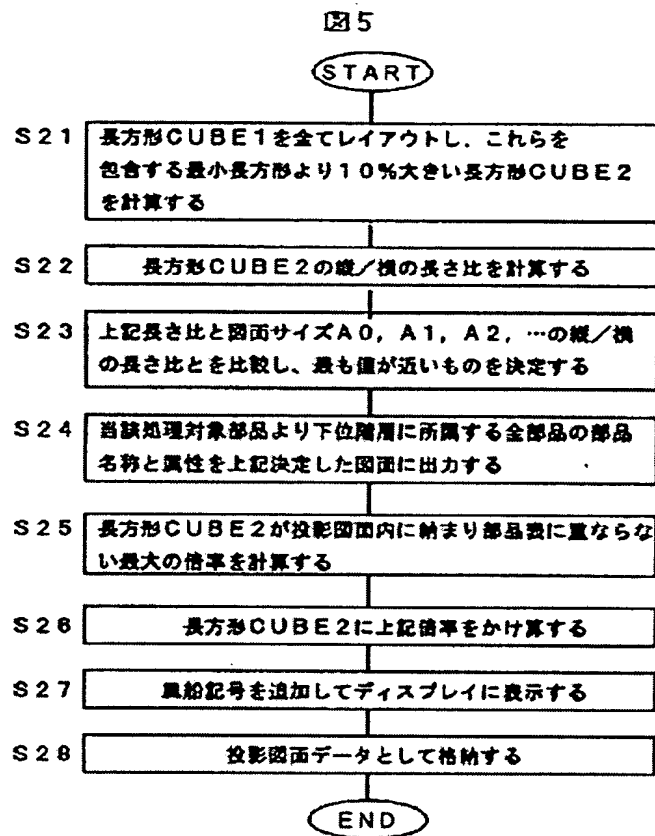 図5
START
S21 長方形CUBE1を全てレイアウトし、これらを
包含する最小長方形より10%大きい長方形CUBE2
を計算する
S22 長方形CUBE2の縦/横の長さ比を計算する
S23 上記長さ比と図面サイズA0,A1,A2,…の縦/横
の長さ比とを比較し、最も値が近いものを決定する
S24 当該処理対象部品より下位階層に所属する全部品の部品
名称と属性を上記決定した図面に出力する
S25 長方形CUBE2が投影図面内に納まり部品表に重ならな
い最大の倍率を計算する
S26 長方形CUBE2に上記倍率をかけ算する
S27 風船記号を追加してディスプレイに表示する
S28 投影図面データとして格納する
END